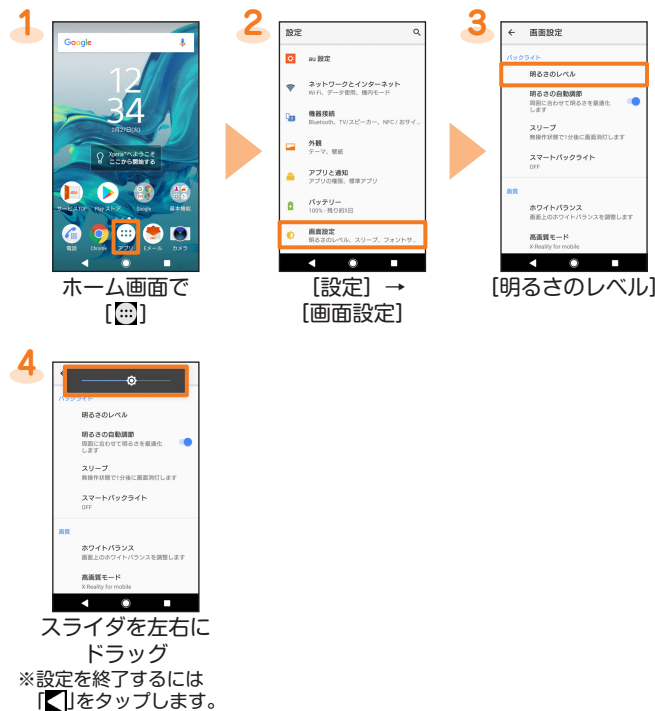 1
Google
12
34
2月27日(火)
Xperia™へようこそ
ここから開始する
サービスTOP
Play ストア
Google
基本機能
電話
Chrome
アプリ
Eメール
カメラ
ホーム画面で
[ ]
2
設定
au 設定
ネットワークとインターネット
Wi-Fi、データ使用、機内モード
機器接続
Bluetooth、TV/スピーカー、NFC / おサイ...
外観
テーマ、壁紙
アプリと通知
アプリの権限、標準アプリ
バッテリー
100% - 残り約X日
画面設定
明るさのレベル、スリープ、フォントサ...
[設定] →
[画面設定]
3
← 画面設定
バックライト
明るさのレベル
明るさの自動調節
周囲に合わせて明るさを最適化
します
スリープ
無操作状態で1分後に画面消灯します
スマートバックライト
OFF
画質
ホワイトバランス
画面上のホワイトバランスを調整します
高画質モード
X-Reality for mobile
[明るさのレベル]
4
バックライト
明るさのレベル
明るさの自動調節
周囲に合わせて明るさを最適化
します
スリープ
無操作状態で1分後に画面消灯します
スマートバックライト
OFF
画質
ホワイトバランス
画面上のホワイトバランスを調整します
高画質モード
X-Reality for mobile
スライダを左右に
ドラッグ
※設定を終了するには
「 」をタップします。